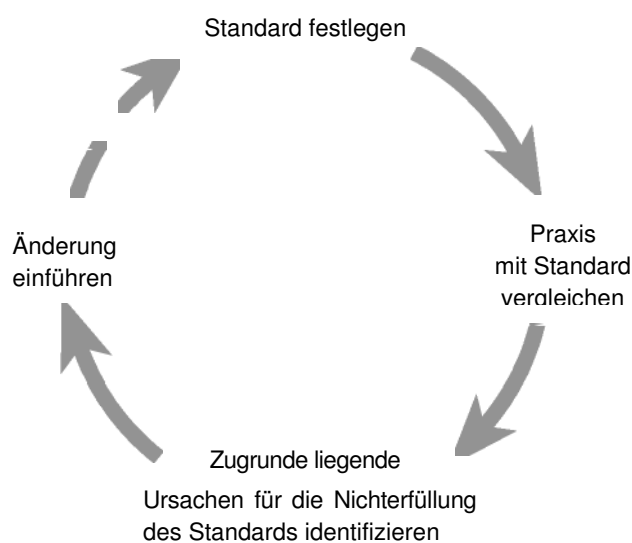 Standard festlegen
Praxis
mit Standard
vergleichen
Zugrunde liegende
Ursachen für die Nichterfüllung
des Standards identifizieren
Änderung
einführen